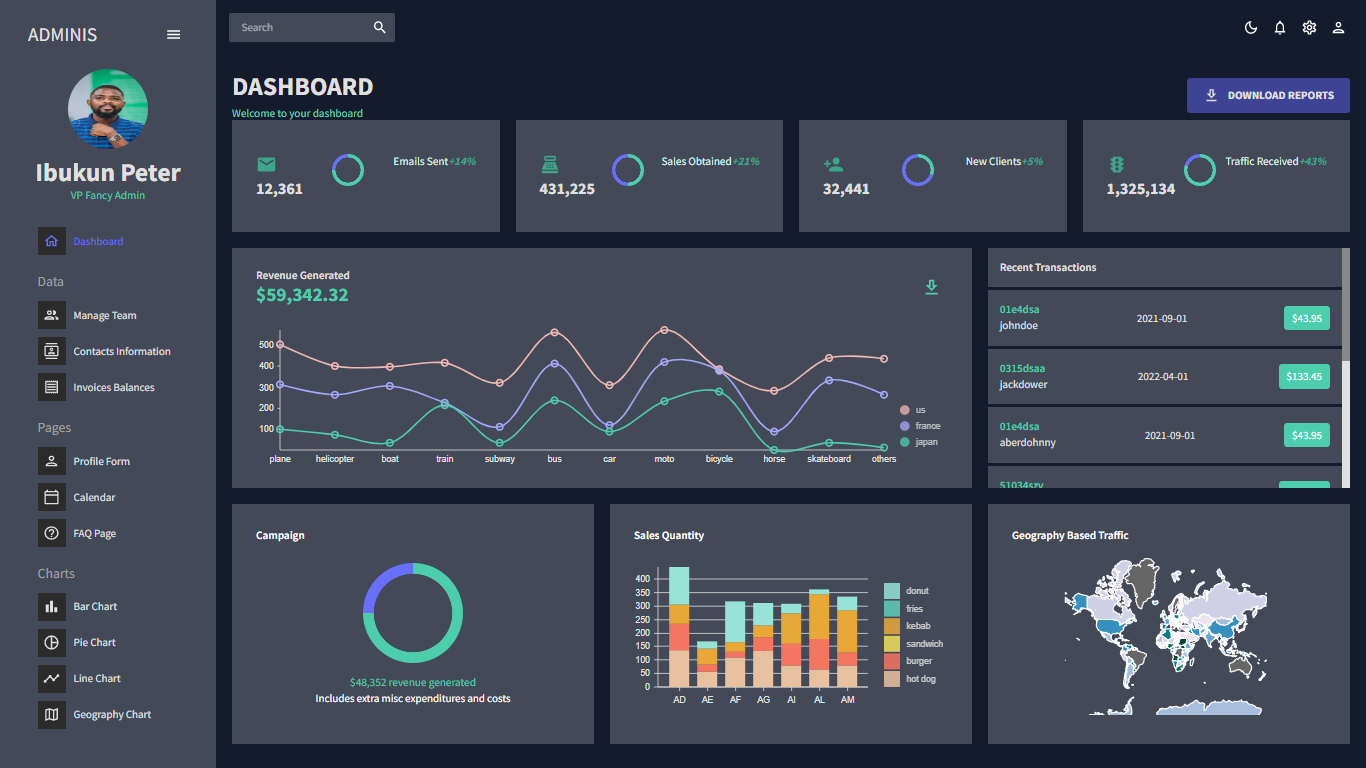 ADMINIS
Ibukun Peter
VP Fancy Admin
Dashboard
Data
Manage Team
Contacts Information
Invoices Balances
Pages
Profile Form
Calendar
FAQ Page
Charts
Bar Chart
Pie Chart
Line Chart
Geography Chart
Search
DASHBOARD
Welcome to your dashboard
DOWNLOAD REPORTS
Emails Sent +14%
12,361
Sales Obtained +21%
431,225
New Clients +5%
32,441
Traffic Received +43%
1,325,134
Revenue Generated
$59,342.32
500
400
300
200
100
plane helicopter boat train subway bus car moto bicycle horse skateboard others
us
france
japan
Recent Transactions
01e4dsa
johndoe
2021-09-01
$43.95
0315dsaa
jackdower
2022-04-01
$133.45
01e4dsa
aberdohnny
2021-09-01
$43.95
51034szv
Campaign
$48,352 revenue generated
Includes extra misc expenditures and costs
Sales Quantity
400
350
300
250
200
150
100
50
0
AD AE AF AG AI AL AM
donut
fries
kebab
sandwich
burger
hot dog
Geography Based Traffic